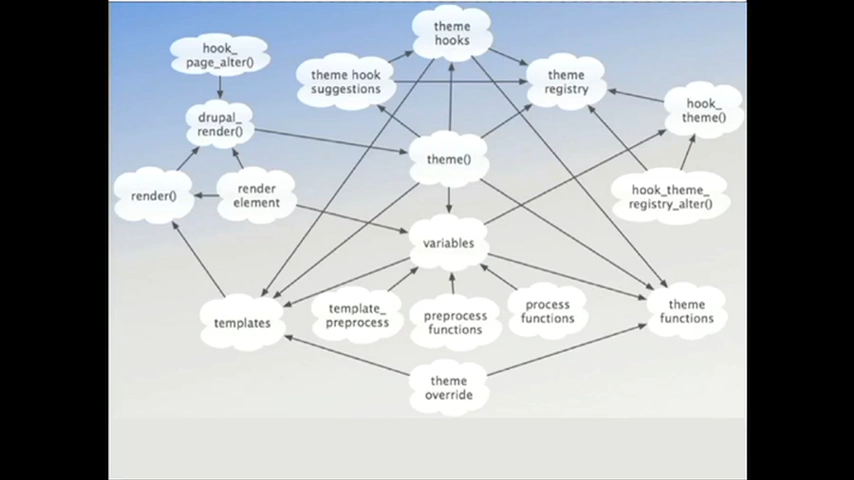 theme
hooks
hook_
page_alter()
theme hook
suggestions
theme
registry
hook_
theme()
drupal_
render()
theme()
render()
render
element
hook_theme_
registry_alter()
variables
templates
template_
preprocess
preprocess
functions
process
functions
theme
functions
theme
override